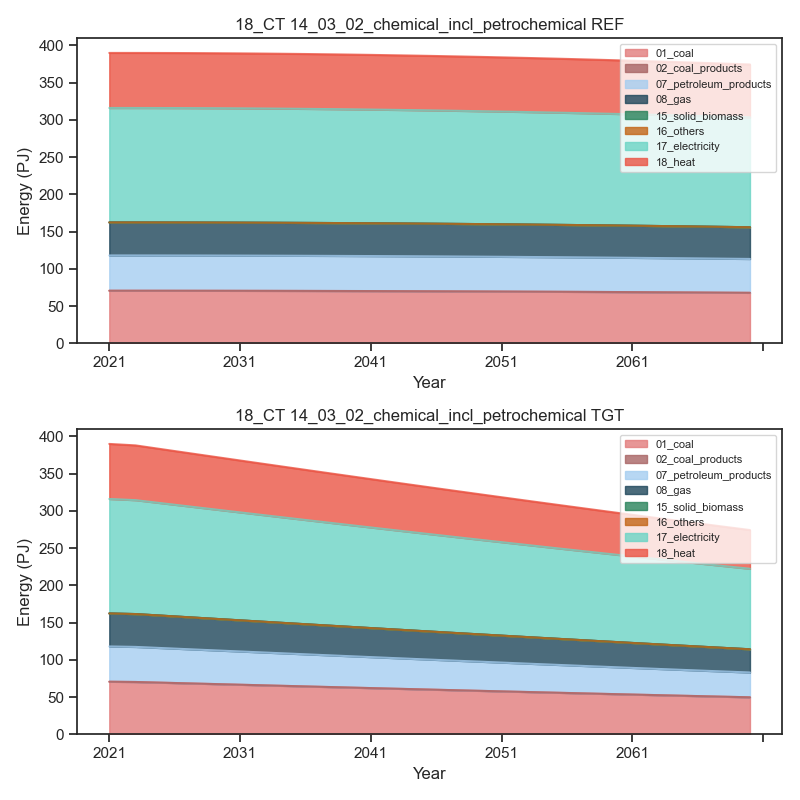 18_CT 14_03_02_chemical_incl_petrochemical REF
400
350
300
250
200
150
100
50
0
Energy (PJ)
01_coal
02_coal_products
07_petroleum_products
08_gas
15_solid_biomass
16_others
17_electricity
18_heat
2021 2031 2041 2051 2061
Year
18_CT 14_03_02_chemical_incl_petrochemical TGT
400
350
300
250
200
150
100
50
0
Energy (PJ)
01_coal
02_coal_products
07_petroleum_products
08_gas
15_solid_biomass
16_others
17_electricity
18_heat
2021 2031 2041 2051 2061
Year